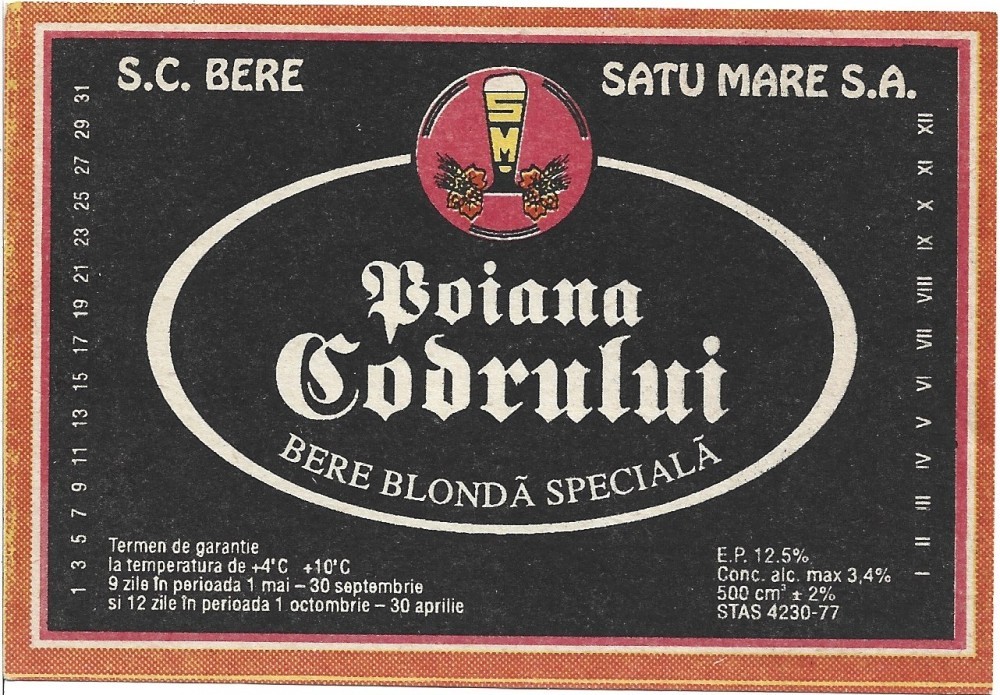 S.C. BERE
SATU MARE S.A.
SM
Poiana
Codrului
BERE BLONDÃ SPECIALÃ
1 3 5 7 9 11 13 15 17 19 21 23 25 27 29 31
I II III IV V VI VII VIII IX X XI XII
Termen de garantie
la temperatura de +4°C +10°C
9 zile în perioada 1 mai – 30 septembrie
si 12 zile în perioada 1 octombrie – 30 aprilie
E.P. 12.5%
Conc. alc. max 3,4%
500 cm³ ± 2%
STAS 4230-77